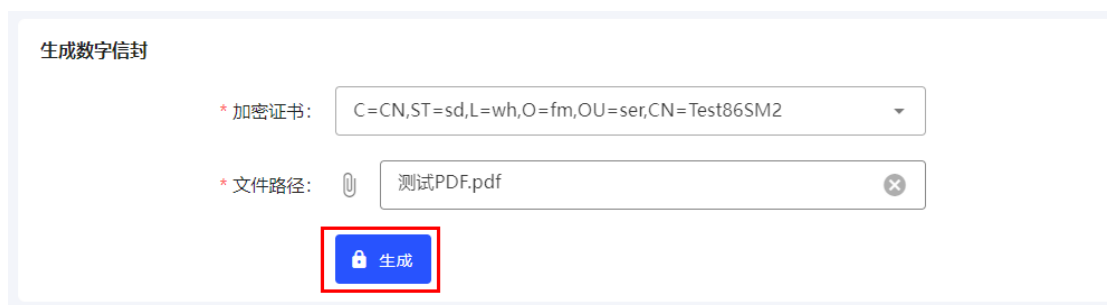 生成数字信封
* 加密证书： C=CN,ST=sd,L=wh,O=fm,OU=ser,CN=Test86SM2
* 文件路径： 测试PDF.pdf
生成